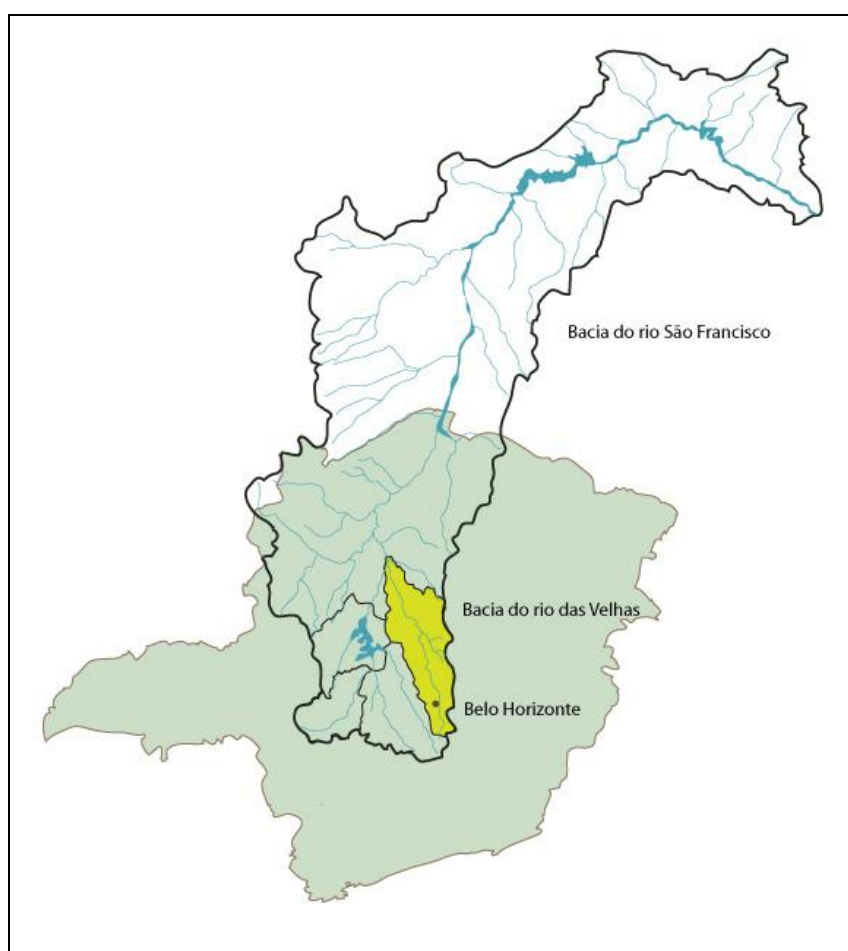 Bacia do rio São Francisco
Bacia do rio das Velhas
Belo Horizonte